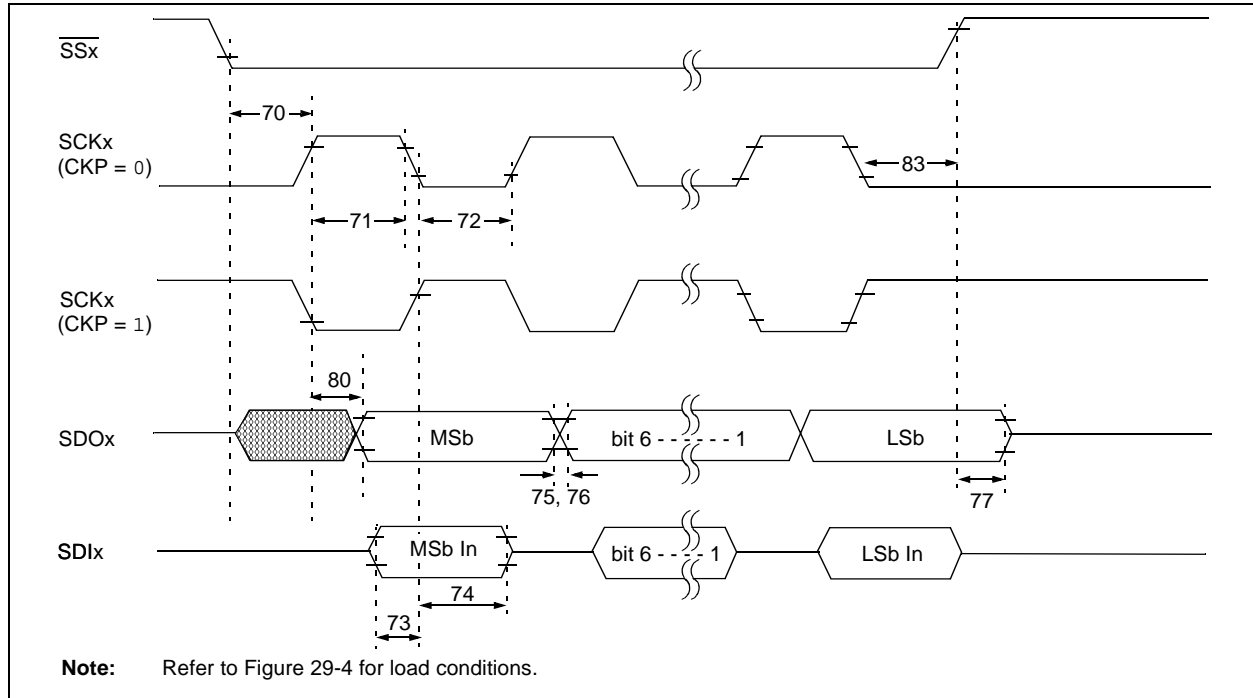 SSx
70
SCKx
(CKP = 0)
83
71
72
SCKx
(CKP = 1)
80
SDOx
MSb
bit 6 - - - - - - 1
LSb
75, 76
77
SDIx
MSb In
bit 6 - - - - - 1
LSb In
74
73
Note: Refer to Figure 29-4 for load conditions.